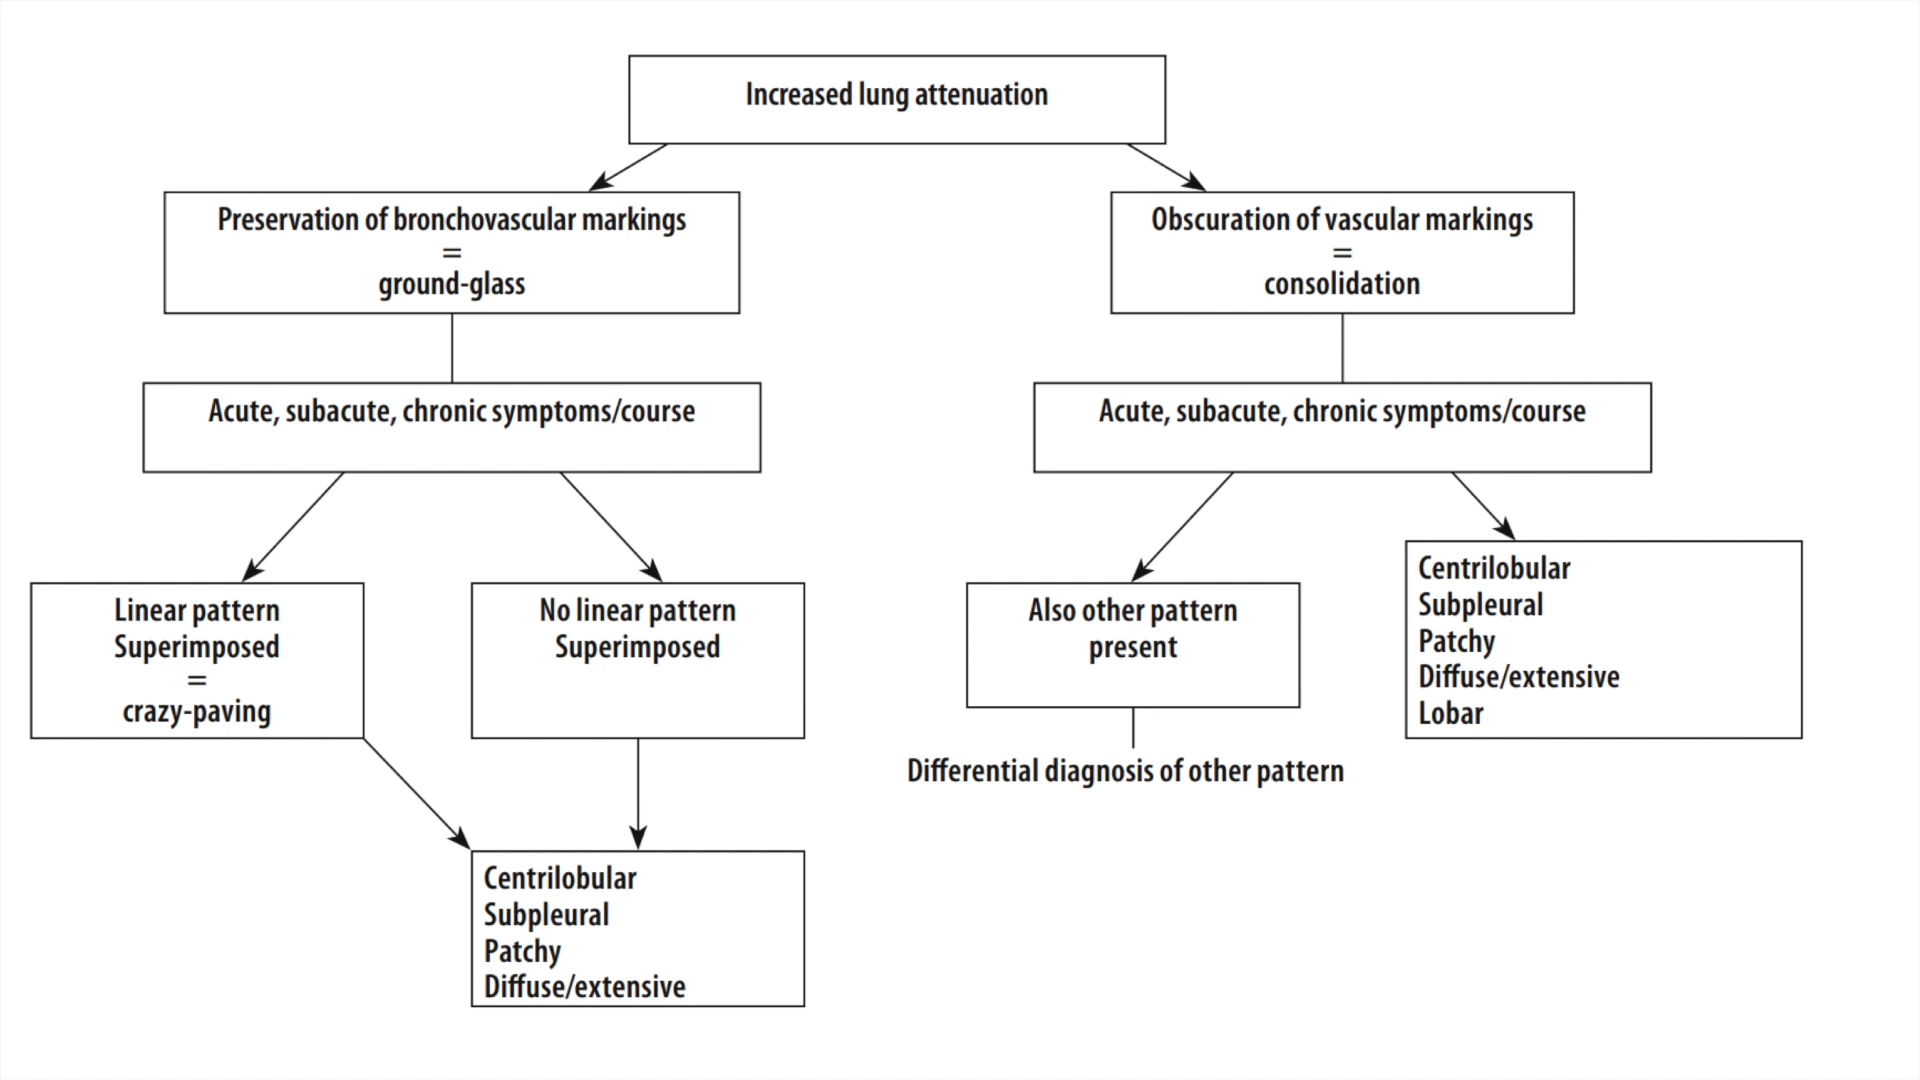 Increased lung attenuation
Preservation of bronchovascular markings
=
ground-glass
Obscuration of vascular markings
=
consolidation
Acute, subacute, chronic symptoms/course
Acute, subacute, chronic symptoms/course
Linear pattern
Superimposed
=
crazy-paving
No linear pattern
Superimposed
Also other pattern
present
Centrilobular
Subpleural
Patchy
Diffuse/extensive
Lobar
Differential diagnosis of other pattern
Centrilobular
Subpleural
Patchy
Diffuse/extensive